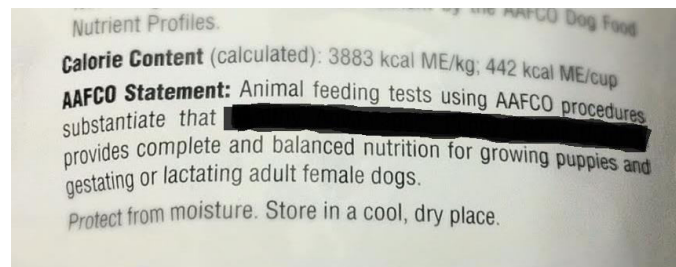 Nutrient Profiles. by the AAFCO Dog Food
Calorie Content (calculated): 3883 kcal ME/kg; 442 kcal ME/cup
AAFCO Statement: Animal feeding tests using AAFCO procedures
substantiate that
provides complete and balanced nutrition for growing puppies and
gestating or lactating adult female dogs.
Protect from moisture. Store in a cool, dry place.